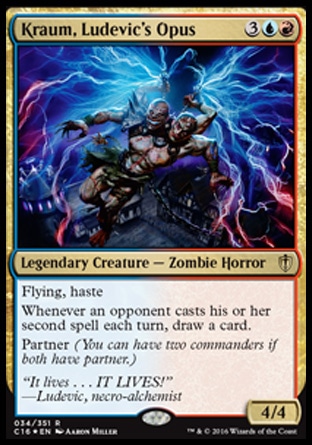 Kraum, Ludevic's Opus 3
Legendary Creature — Zombie Horror
Flying, haste
Whenever an opponent casts his or her
second spell each turn, draw a card.
Partner (You can have two commanders if
both have partner.)
"It lives . . . IT LIVES!"
—Ludevic, necro-alchemist
4/4
034/351 R
C16 ★ EN Aaron Miller
™ & © 2016 Wizards of the Coast